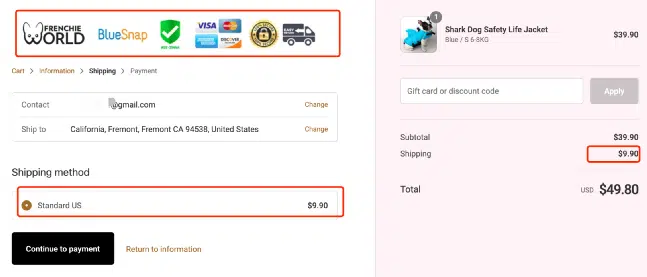 FRENCHIE
WORLD
BlueSnap
VISA
DISCOVER
Cart > Information > Shipping > Payment
Contact @gmail.com Change
Ship to California, Fremont, Fremont CA 94538, United States Change
Shipping method
Standard US $9.90
Continue to payment Return to information
1
Shark Dog Safety Life Jacket $39.90
Blue / S 6-8KG
Gift card or discount code Apply
Subtotal $39.90
Shipping $9.90
Total USD $49.80